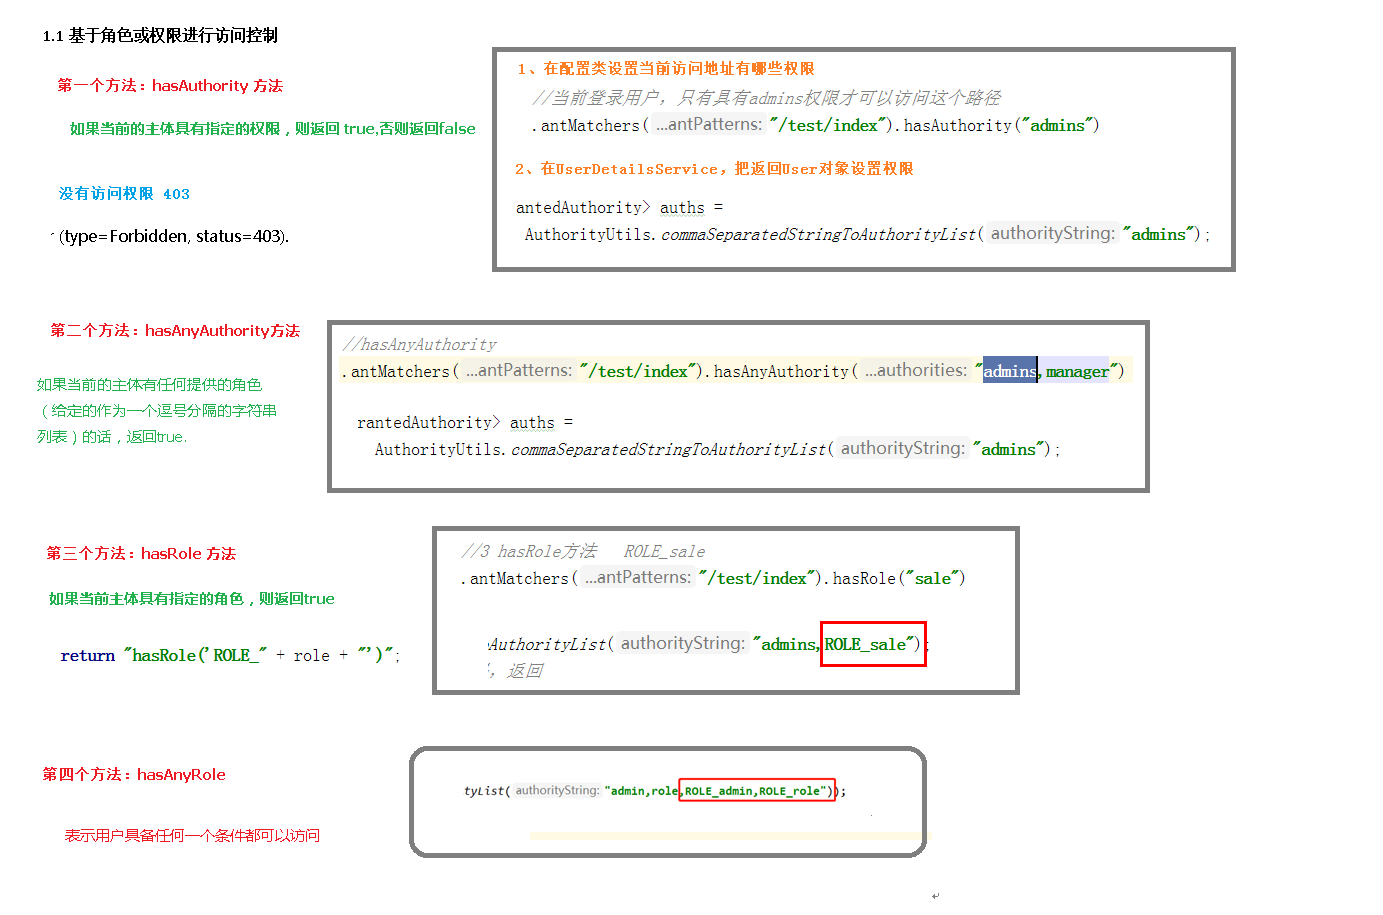 1.1 基于角色或权限进行访问控制
第一个方法：hasAuthority 方法
如果当前的主体具有指定的权限，则返回 true,否则返回false
没有访问权限 403
(type=Forbidden, status=403).
1、在配置类设置当前访问地址有哪些权限
//当前登录用户，只有具有admins权限才可以访问这个路径
.antMatchers( ...antPatterns: "/test/index").hasAuthority("admins")
2、在UserDetailsService，把返回User对象设置权限
antedAuthority> auths =
AuthorityUtils.commaSeparatedStringToAuthorityList( authorityString: "admins");
第二个方法：hasAnyAuthority方法
如果当前的主体有任何提供的角色
（给定的作为一个逗号分隔的字符串
列表）的话，返回true.
//hasAnyAuthority
.antMatchers( ...antPatterns: "/test/index").hasAnyAuthority( ...authorities: "admins,manager")
rantedAuthority> auths =
AuthorityUtils.commaSeparatedStringToAuthorityList( authorityString: "admins");
第三个方法：hasRole 方法
如果当前主体具有指定的角色，则返回true
return "hasRole('ROLE_" + role + "')";
//3 hasRole方法 ROLE_sale
.antMatchers( ...antPatterns: "/test/index").hasRole("sale")
AuthorityList( authorityString: "admins,ROLE_sale");
，返回
第四个方法：hasAnyRole
表示用户具备任何一个条件都可以访问
tyList( authorityString: "admin,role,ROLE_admin,ROLE_role"));